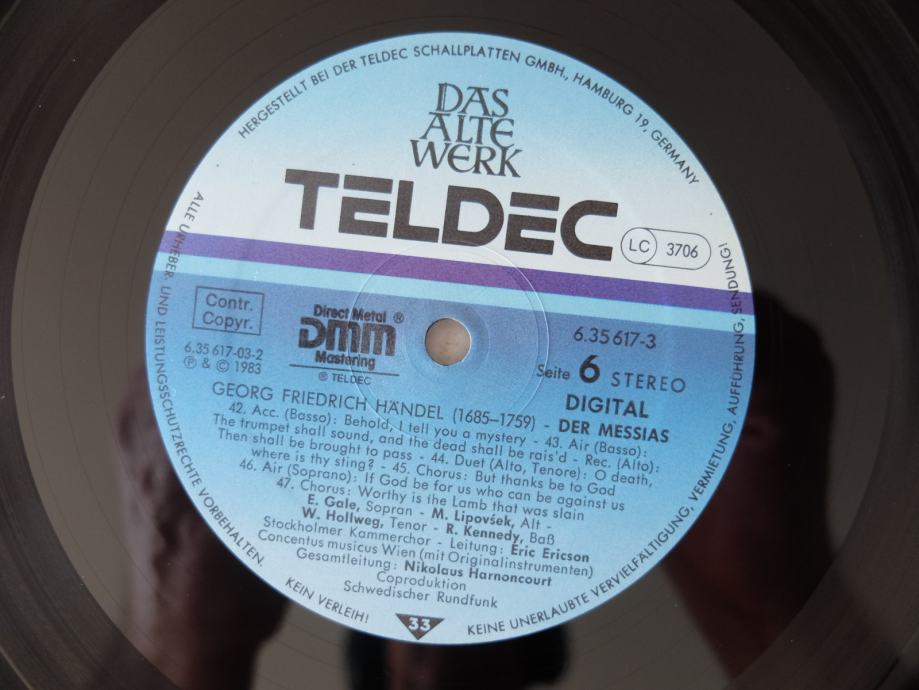 HERGESTELLT BEI DER TELDEC SCHALLPLATTEN GMBH., HAMBURG 19, GERMANY
DAS
ALTE
WERK
TELDEC
LC 3706
Contr.
Copyr.
Direct Metal ®
DMM
Mastering
℗ TELDEC
6.35 617-03-2
℗ & © 1983
6.35 617-3
Seite 6 STEREO
DIGITAL
GEORG FRIEDRICH HÄNDEL (1685–1759) - DER MESSIAS
42. Acc. (Basso): Behold, I tell you a mystery - 43. Air (Basso):
The trumpet shall sound, and the dead shall be rais'd - Rec. (Alto):
Then shall be brought to pass - 44. Duet (Alto, Tenore): O death,
where is thy sting? - 45. Chorus: But thanks be to God
46. Air (Soprano): If God be for us who can be against us
47. Chorus: Worthy is the Lamb that was slain
E. Gale, Sopran - M. Lipovšek, Alt -
W. Hollweg, Tenor - R. Kennedy, Baß
Stockholmer Kammerchor - Leitung: Eric Ericson
Concentus musicus Wien (mit Originalinstrumenten)
Gesamtleitung: Nikolaus Harnoncourt
Coproduktion
Schwedischer Rundfunk
33
ALLE URHEBER- UND LEISTUNGSSCHUTZRECHTE VORBEHALTEN.
KEIN VERLEIH!
KEINE UNERLAUBTE VERVIELFÄLTIGUNG, VERMIETUNG, AUFFÜHRUNG, SENDUNG!